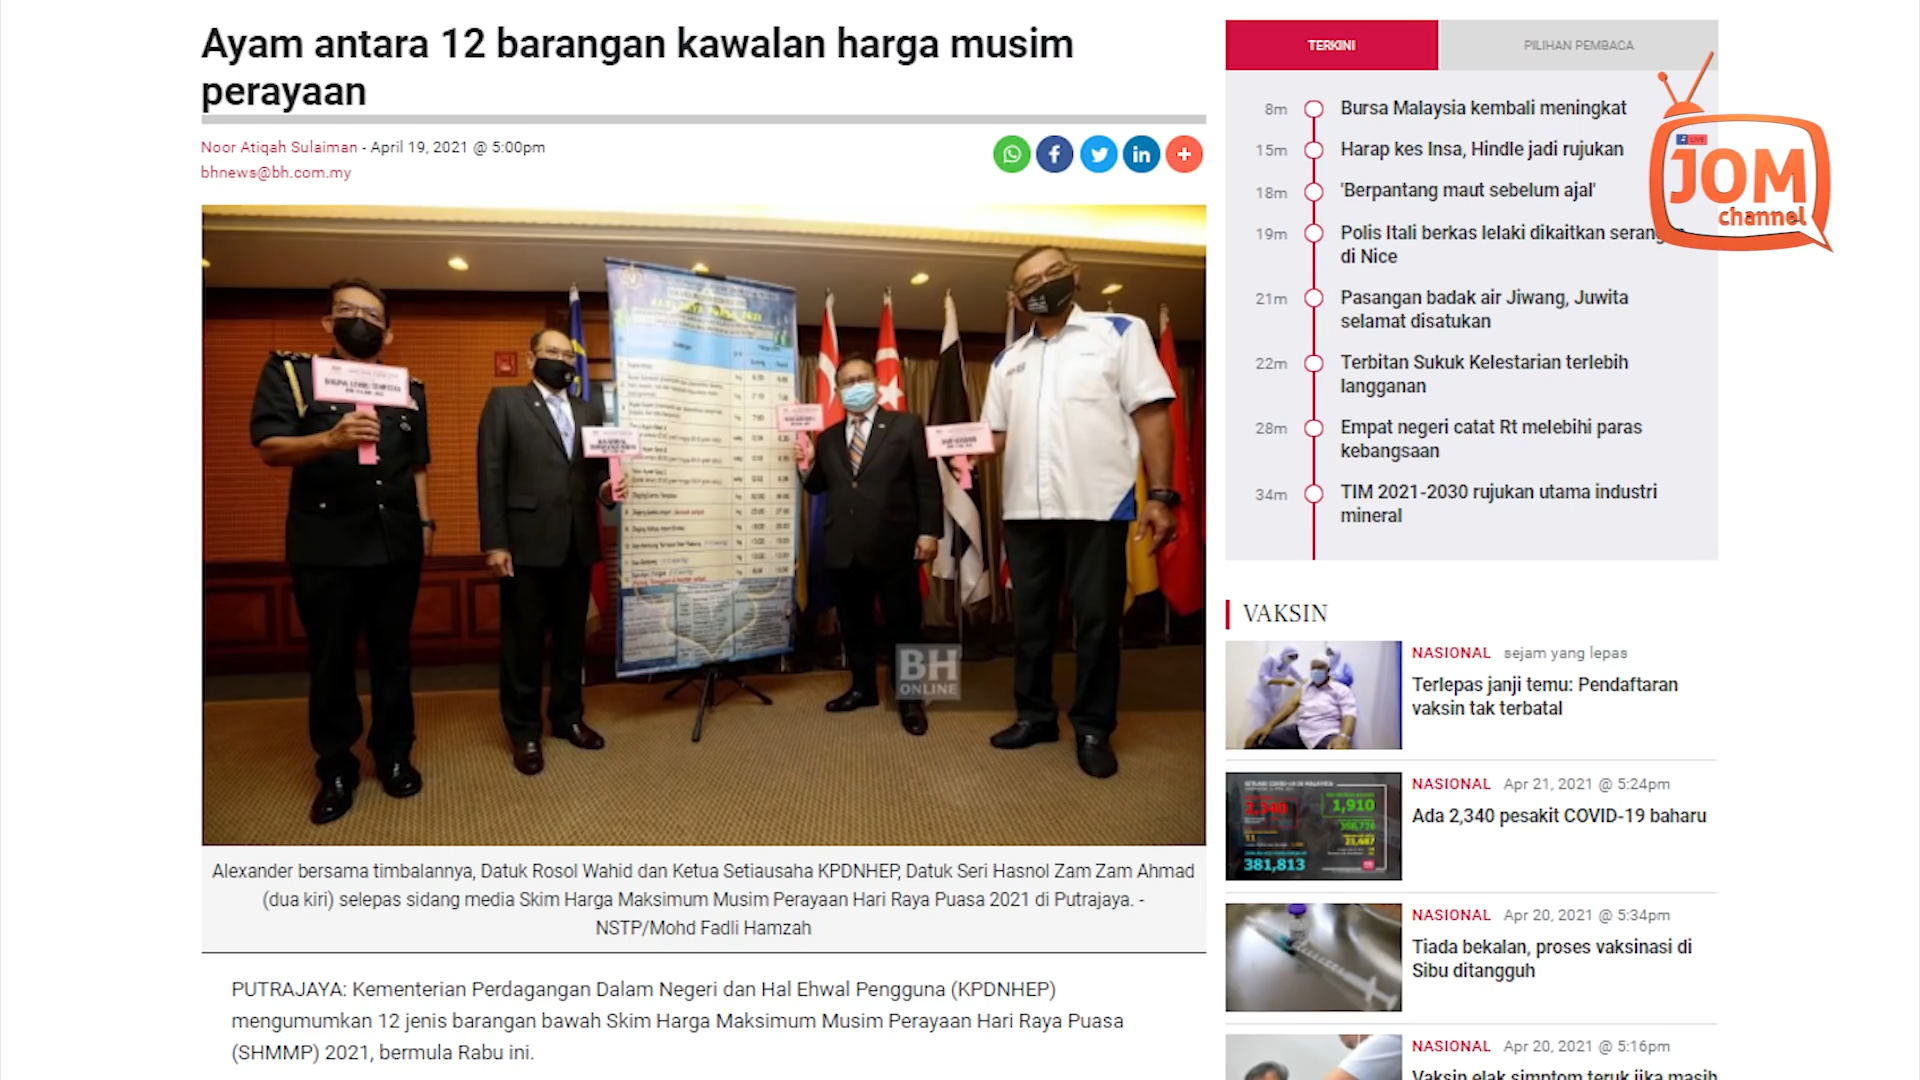 Ayam antara 12 barangan kawalan harga musim
perayaan
Noor Atiqah Sulaiman - April 19, 2021 @ 5:00pm
bhnews@bh.com.my
BH
ONLINE
Alexander bersama timbalannya, Datuk Rosol Wahid dan Ketua Setiausaha KPDNHEP, Datuk Seri Hasnol Zam Zam Ahmad
(dua kiri) selepas sidang media Skim Harga Maksimum Musim Perayaan Hari Raya Puasa 2021 di Putrajaya. -
NSTP/Mohd Fadli Hamzah
PUTRAJAYA: Kementerian Perdagangan Dalam Negeri dan Hal Ehwal Pengguna (KPDNHEP)
mengumumkan 12 jenis barangan bawah Skim Harga Maksimum Musim Perayaan Hari Raya Puasa
(SHMMP) 2021, bermula Rabu ini.
TERKINI
PILIHAN PEMBACA
8m Bursa Malaysia kembali meningkat
15m Harap kes Insa, Hindle jadi rujukan
18m 'Berpantang maut sebelum ajal'
19m Polis Itali berkas lelaki dikaitkan serang
di Nice
21m Pasangan badak air Jiwang, Juwita
selamat disatukan
22m Terbitan Sukuk Kelestarian terlebih
langganan
28m Empat negeri catat Rt melebihi paras
kebangsaan
34m TIM 2021-2030 rujukan utama industri
mineral
LIVE
JOM
channel
VAKSIN
NASIONAL sejam yang lepas
Terlepas janji temu: Pendaftaran
vaksin tak terbatal
NASIONAL Apr 21, 2021 @ 5:24pm
Ada 2,340 pesakit COVID-19 baharu
2,340
1,910
381,813
NASIONAL Apr 20, 2021 @ 5:34pm
Tiada bekalan, proses vaksinasi di
Sibu ditangguh
NASIONAL Apr 20, 2021 @ 5:16pm
Vaksin elak simptom teruk jika masih